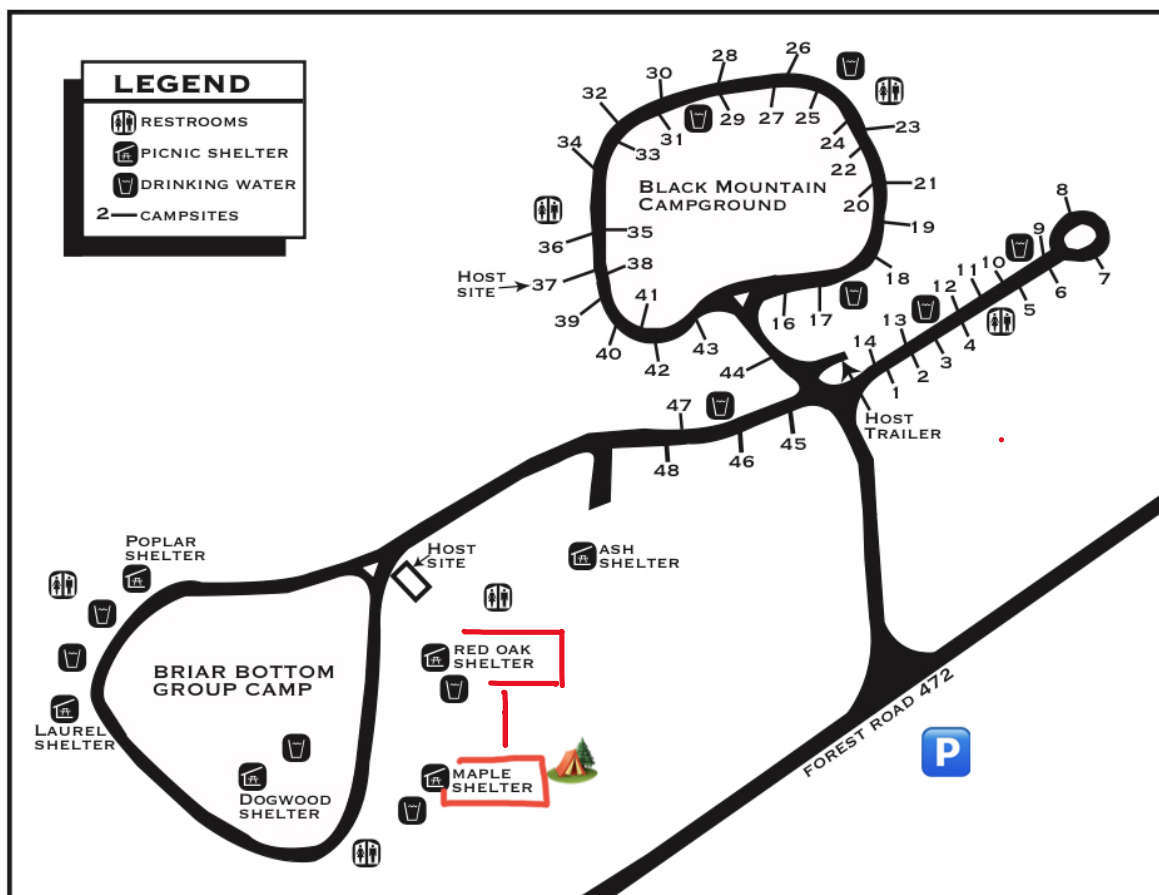 LEGEND
RESTROOMS
PICNIC SHELTER
DRINKING WATER
2 CAMPSITES
26
28
30
32
27
25
29
31
23
24
34
33
22
BLACK MOUNTAIN
CAMPGROUND
21
20
8
19
9
35
36
10
18
7
HOST
SITE
37
38
11
6
12
5
41
39
16
17
13
4
40
43
42
14
3
2
44
1
47
HOST
TRAILER
45
46
48
POPLAR
SHELTER
HOST
SITE
ASH
SHELTER
RED OAK
SHELTER
BRIAR BOTTOM
GROUP CAMP
LAUREL
SHELTER
FOREST ROAD 472
P
MAPLE
SHELTER
DOGWOOD
SHELTER